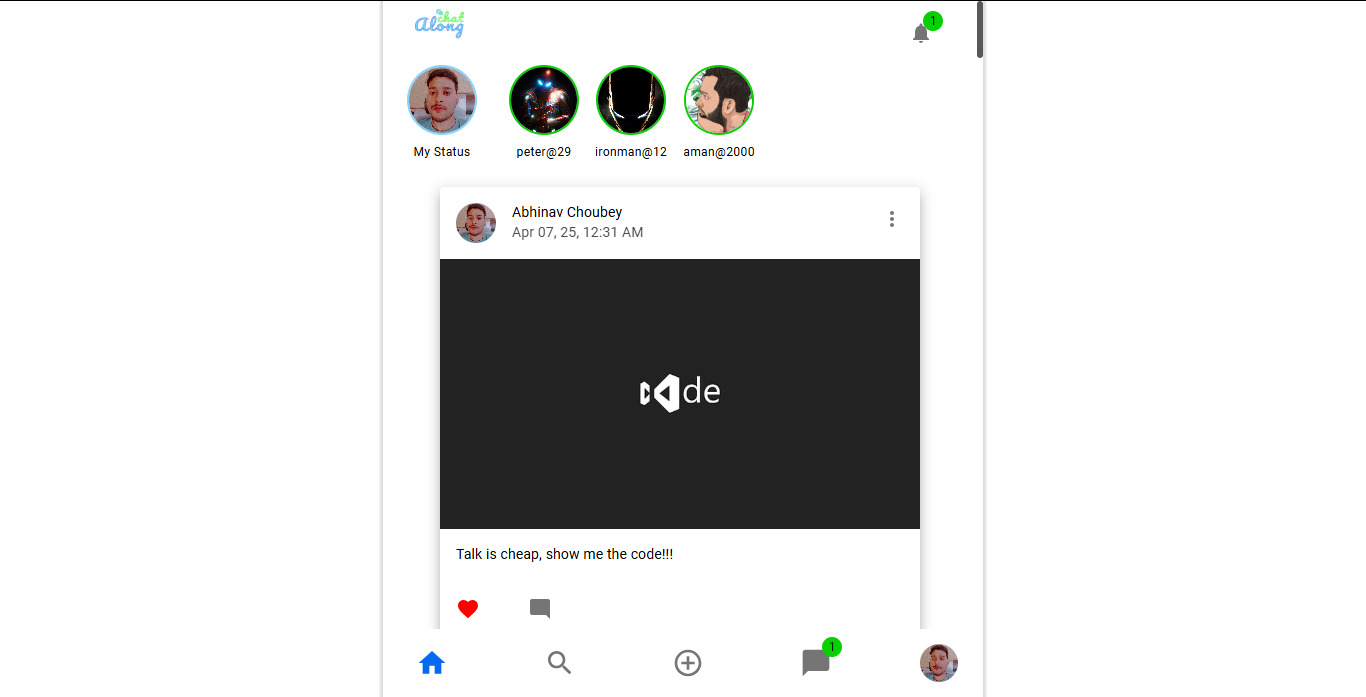 chat
Along
1
My Status
peter@29
ironman@12
aman@2000
Abhinav Choubey
Apr 07, 25, 12:31 AM
de
Talk is cheap, show me the code!!!
1